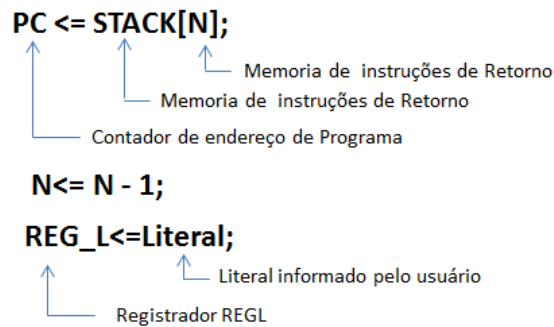 PC <= STACK[N];
Memoria de instruções de Retorno
Memoria de instruções de Retorno
Contador de endereço de Programa
N<= N - 1;
REG_L<=Literal;
Literal informado pelo usuário
Registrador REGL